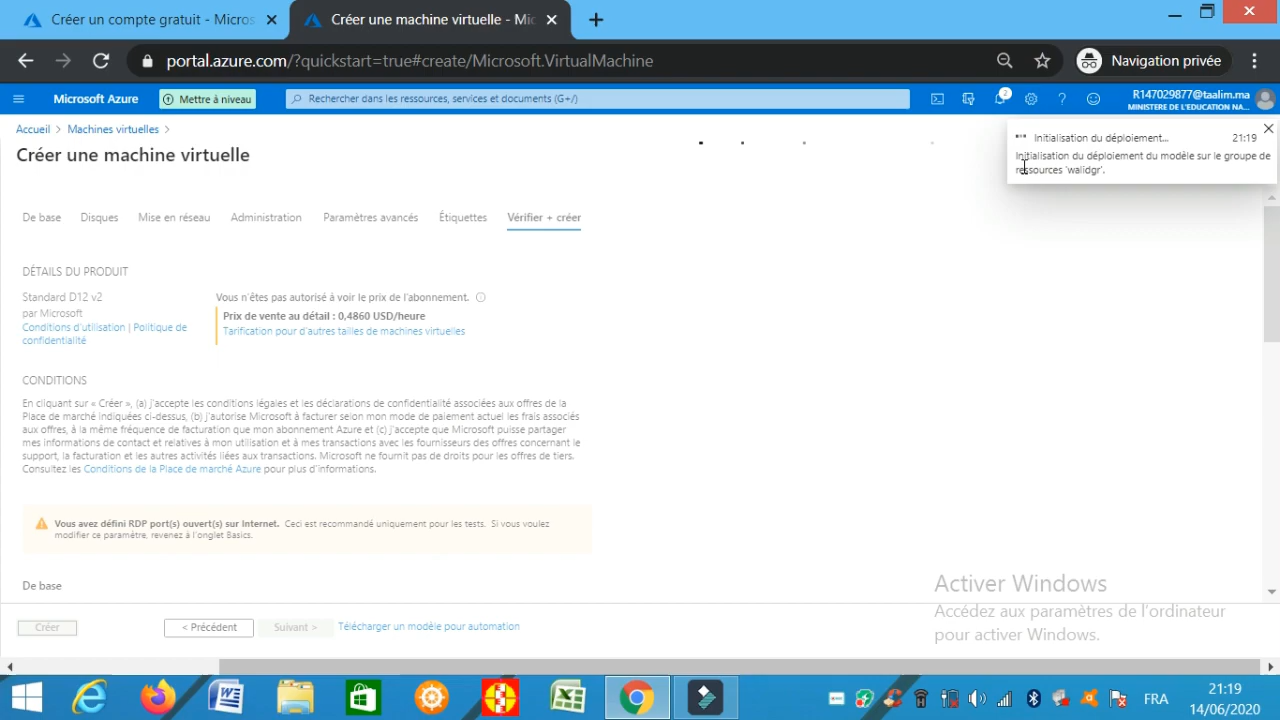 Créer un compte gratuit - Micros
Créer une machine virtuelle - Mic
portal.azure.com/?quickstart=true#create/Microsoft.VirtualMachine
Navigation privée
Microsoft Azure
Mettre à niveau
Rechercher dans les ressources, services et documents (G+/)
2
R147029877@taalim.ma
MINISTERE DE L'EDUCATION NA...
Accueil > Machines virtuelles >
Créer une machine virtuelle
Initialisation du déploiement... 21:19
Initialisation du déploiement du modèle sur le groupe de
ressources 'walidgr'.
De base Disques Mise en réseau Administration Paramètres avancés Étiquettes Vérifier + créer
DÉTAILS DU PRODUIT
Standard D12 v2
par Microsoft
Conditions d'utilisation | Politique de
confidentialité
Vous n'êtes pas autorisé à voir le prix de l'abonnement.
Prix de vente au détail : 0,4860 USD/heure
Tarification pour d'autres tailles de machines virtuelles
CONDITIONS
En cliquant sur « Créer », (a) j'accepte les conditions légales et les déclarations de confidentialité associées aux offres de la
Place de marché indiquées ci-dessus, (b) j'autorise Microsoft à facturer selon mon mode de paiement actuel les frais associés
aux offres, à la même fréquence de facturation que mon abonnement Azure et (c) j'accepte que Microsoft puisse partager
mes informations de contact et relatives à mon utilisation et à mes transactions avec les fournisseurs des offres concernant le
support, la facturation et les autres activités liées aux transactions. Microsoft ne fournit pas de droits pour les offres de tiers.
Consultez les Conditions de la Place de marché Azure pour plus d'informations.
Vous avez défini RDP port(s) ouvert(s) sur Internet. Ceci est recommandé uniquement pour les tests. Si vous voulez
modifier ce paramètre, revenez à l'onglet Basics.
De base
Activer Windows
Accédez aux paramètres de l'ordinateur
pour activer Windows.
Créer < Précédent Suivant > Télécharger un modèle pour automation
FRA
21:19
14/06/2020